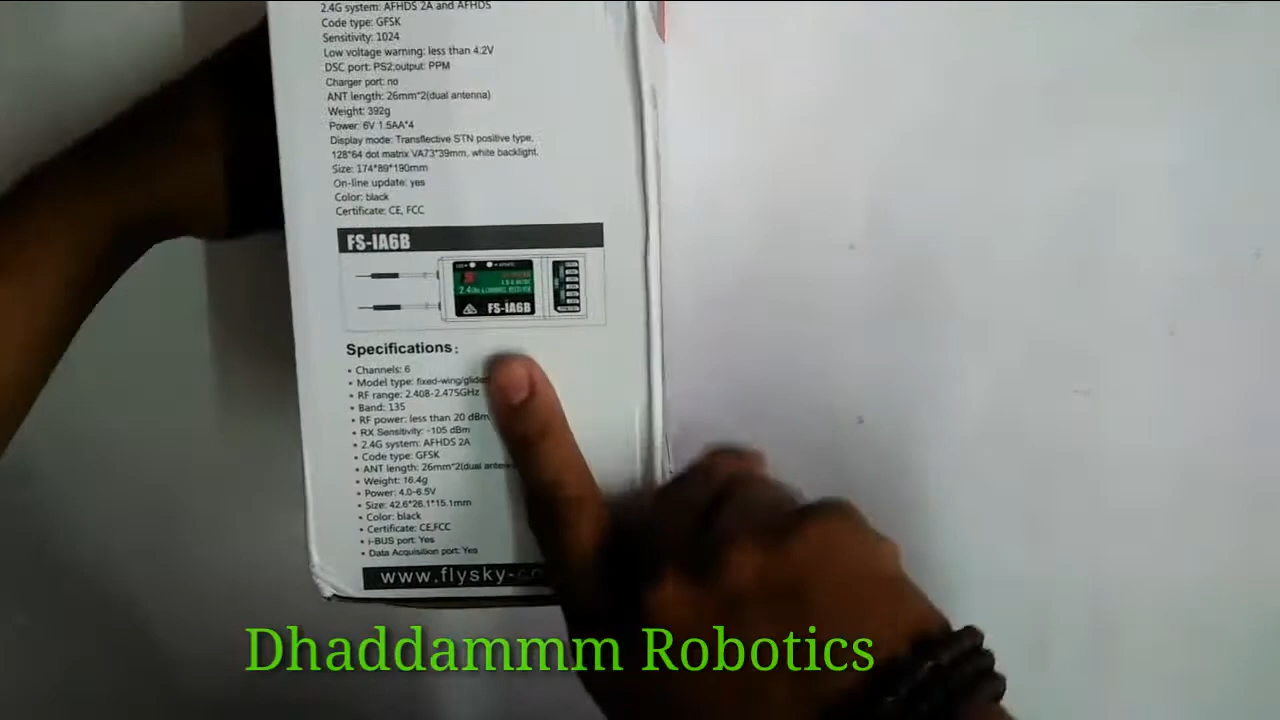 2.4G system: AFHDS 2A and AFHDS
Code type: GFSK
Sensitivity: 1024
Low voltage warning: less than 4.2V
DSC port: PS2;output: PPM
Charger port: no
ANT length: 26mm*2(dual antenna)
Weight: 392g
Power: 6V 1.5AA*4
Display mode: Transflective STN positive type,
128*64 dot matrix VA73*39mm, white backlight.
Size: 174*89*190mm
On-line update: yes
Color: black
Certificate: CE, FCC
FS-iA6B
FS-iA6B
Specifications:
• Channels: 6
• Model type: fixed-wing/glider
• RF range: 2.408-2.475GHz
• Band: 135
• RF power: less than 20 dBm
• RX Sensitivity: -105 dBm
• 2.4G system: AFHDS 2A
• Code type: GFSK
• ANT length: 26mm*2(dual
• Weight: 16.4g
• Power: 4.0-6.5V
• Size: 42.6*26.1*15.1mm
• Color: black
• Certificate: CE,FCC
• i-BUS port: Yes
• Data Acquisition port: Yes
www.flysky-
Dhaddammm Robotics